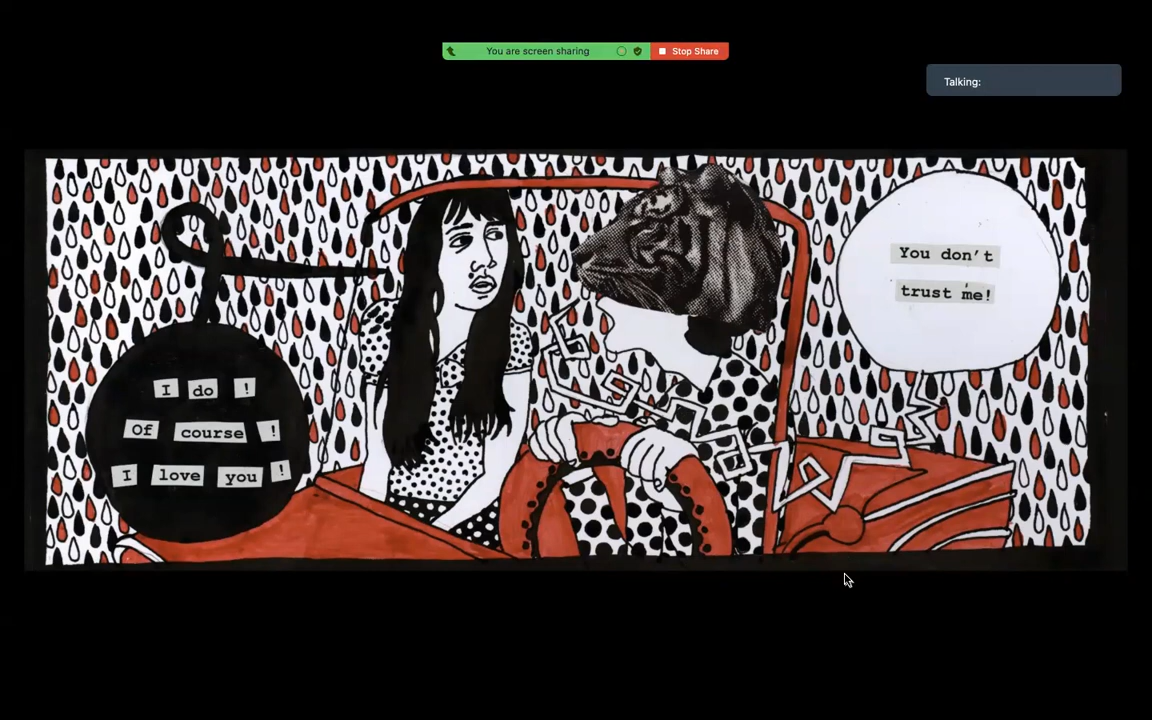 You are screen sharing
Stop Share
Talking:
You don't
trust me!
I do !
Of course !
I love you !